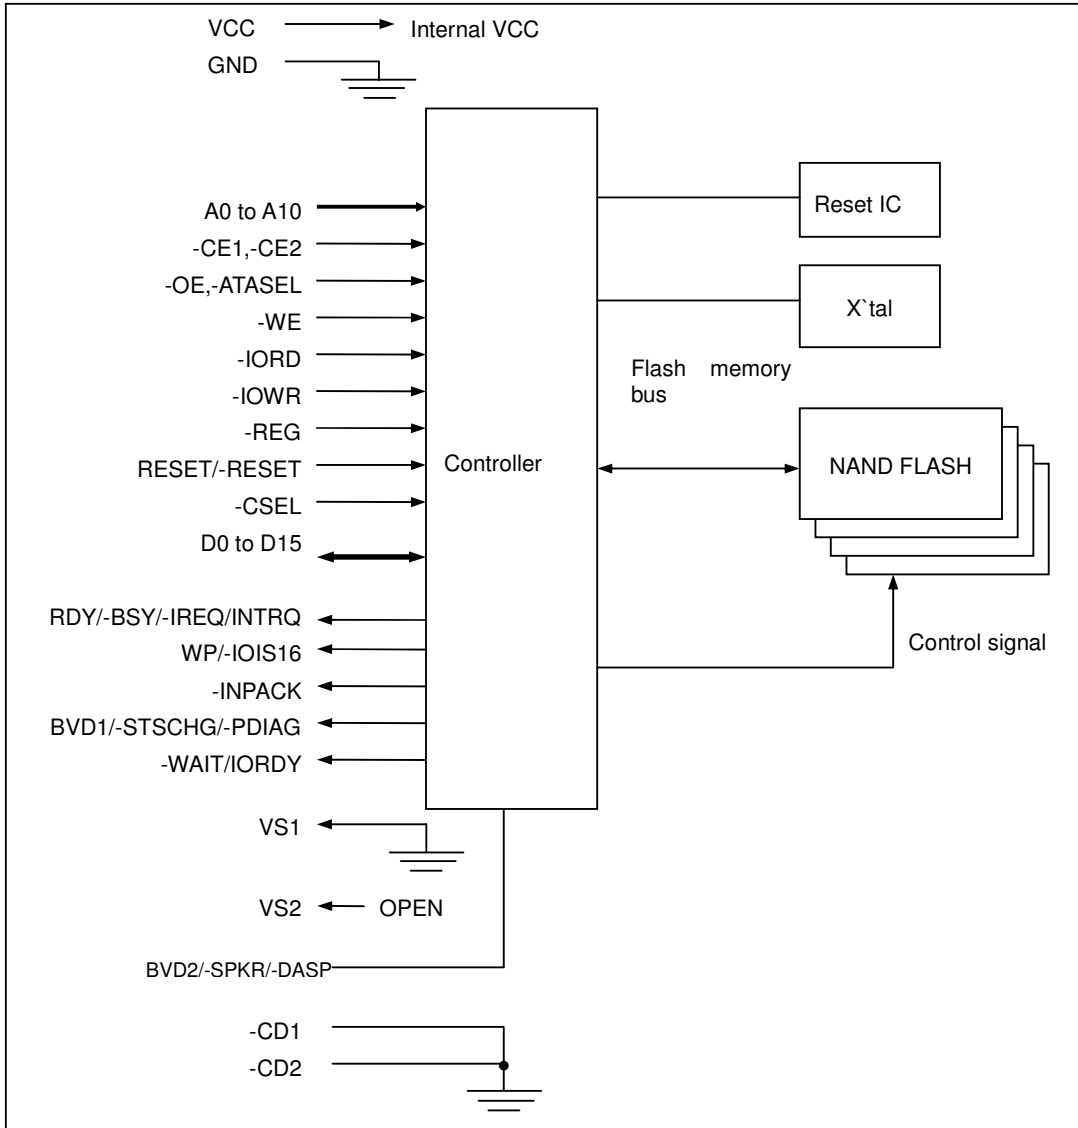 VCC
Internal VCC
GND
A0 to A10
-CE1,-CE2
-OE,-ATASEL
-WE
-IORD
-IOWR
-REG
RESET/-RESET
-CSEL
D0 to D15
RDY/-BSY/-IREQ/INTRQ
WP/-IOIS16
-INPACK
BVD1/-STSCHG/-PDIAG
-WAIT/IORDY
VS1
VS2
OPEN
BVD2/-SPKR/-DASP
-CD1
-CD2
Controller
Reset IC
X`tal
Flash memory
bus
NAND FLASH
Control signal